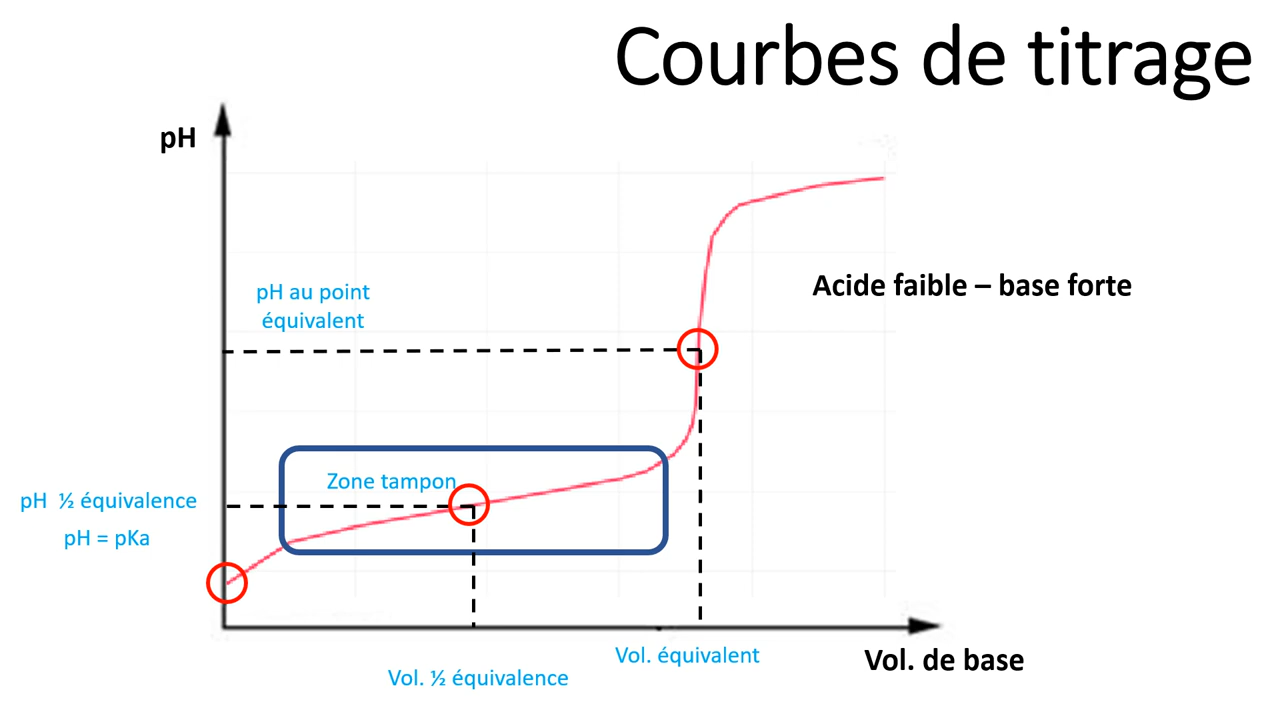 Courbes de titrage
pH
pH au point
équivalent
Acide faible – base forte
Zone tampon
pH ½ équivalence
pH = pKa
Vol. équivalent
Vol. de base
Vol. ½ équivalence